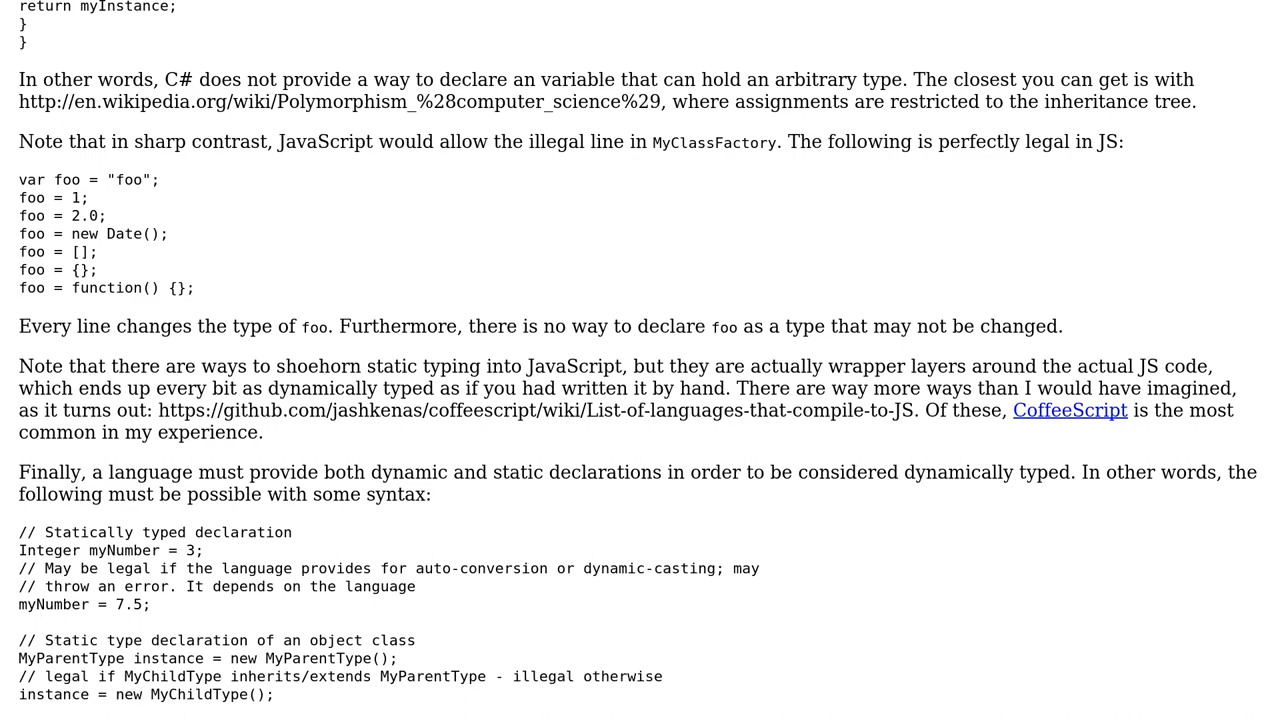 return myInstance;
}
}
In other words, C# does not provide a way to declare an variable that can hold an arbitrary type. The closest you can get is with
http://en.wikipedia.org/wiki/Polymorphism_%28computer_science%29, where assignments are restricted to the inheritance tree.
Note that in sharp contrast, JavaScript would allow the illegal line in MyClassFactory. The following is perfectly legal in JS:
var foo = "foo";
foo = 1;
foo = 2.0;
foo = new Date();
foo = [];
foo = {};
foo = function() {};
Every line changes the type of foo. Furthermore, there is no way to declare foo as a type that may not be changed.
Note that there are ways to shoehorn static typing into JavaScript, but they are actually wrapper layers around the actual JS code,
which ends up every bit as dynamically typed as if you had written it by hand. There are way more ways than I would have imagined,
as it turns out: https://github.com/jashkenas/coffeescript/wiki/List-of-languages-that-compile-to-JS. Of these, CoffeeScript is the most
common in my experience.
Finally, a language must provide both dynamic and static declarations in order to be considered dynamically typed. In other words, the
following must be possible with some syntax:
// Statically typed declaration
Integer myNumber = 3;
// May be legal if the language provides for auto-conversion or dynamic-casting; may
// throw an error. It depends on the language
myNumber = 7.5;
// Static type declaration of an object class
MyParentType instance = new MyParentType();
// legal if MyChildType inherits/extends MyParentType - illegal otherwise
instance = new MyChildType();